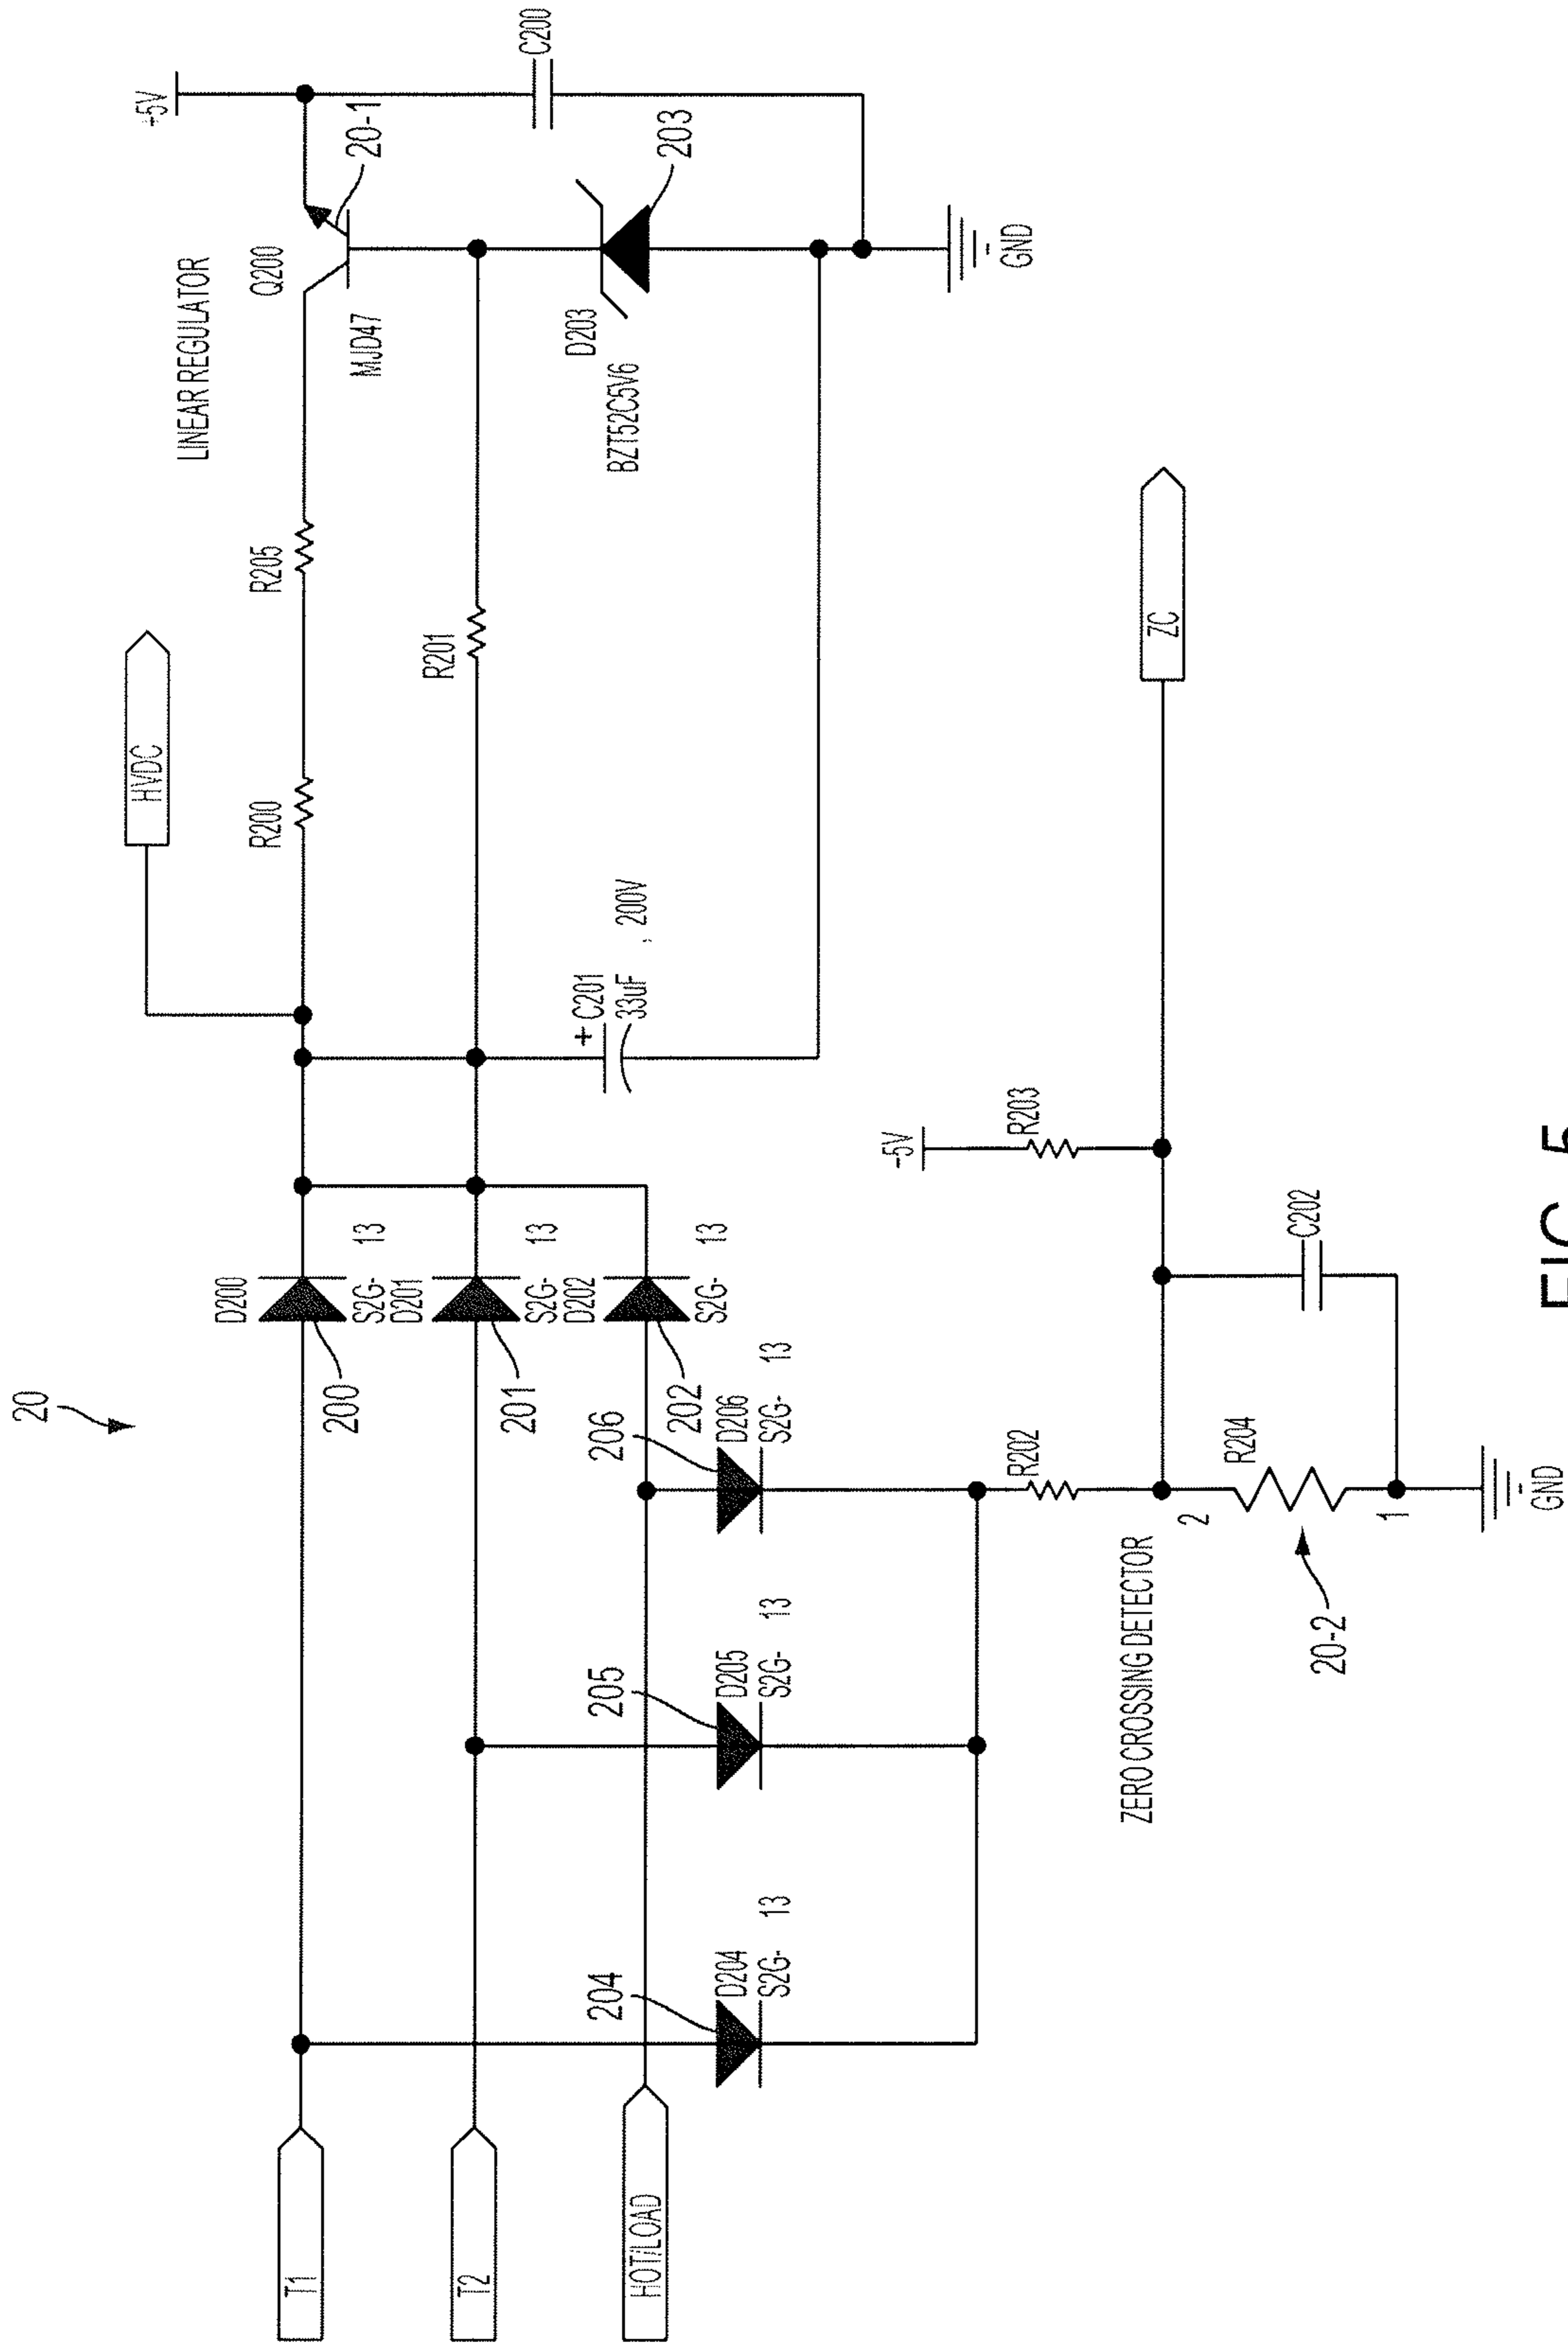 20
T1
T2
HOT/LOAD
204
D204
S2G- 13
205
D205
S2G- 13
206
D206
S2G- 13
D200
S2G- 13
200
D201
S2G- 13
201
D202
S2G- 13
202
HVDC
R200
R205
LINEAR REGULATOR
Q200
MJD47
20-1
+5V
C200
R201
+ C201
33uF , 200V
D203
BZT52C5V6
203
GND
ZERO CROSSING DETECTOR
R202
2
R204
1
20-2
GND
C202
-5V
R203
ZC
FIG. 5